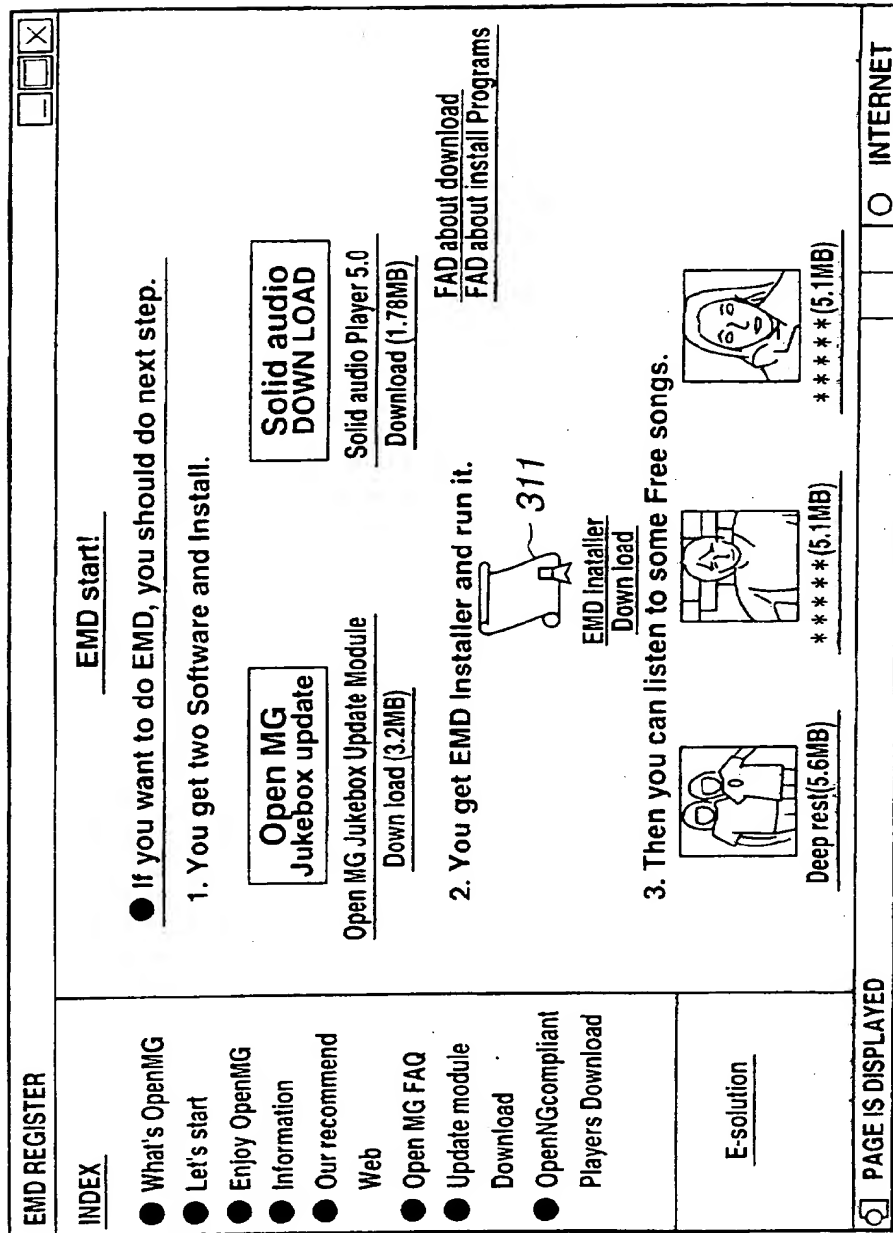 EMD REGISTER
INDEX
● What's OpenMG
● Let's start
● Enjoy OpenMG
● Information
● Our recommend
Web
● Open MG FAQ
● Update module
Download
● OpenNGcompliant
Players Download
E-solution
EMD start!
● If you want to do EMD, you should do next step.
1. You get two Software and Install.
Open MG
Jukebox update
Open MG Jukebox Update Module
Down load (3.2MB)
Solid audio
DOWN LOAD
Solid audio Player 5.0
Download (1.78MB)
FAD about download
FAD about install Programs
2. You get EMD Installer and run it.
311
EMD Inataller
Down load
3. Then you can listen to some Free songs.
Deep rest(5.6MB)
*****(5.1MB)
*****(5.1MB)
PAGE IS DISPLAYED
INTERNET